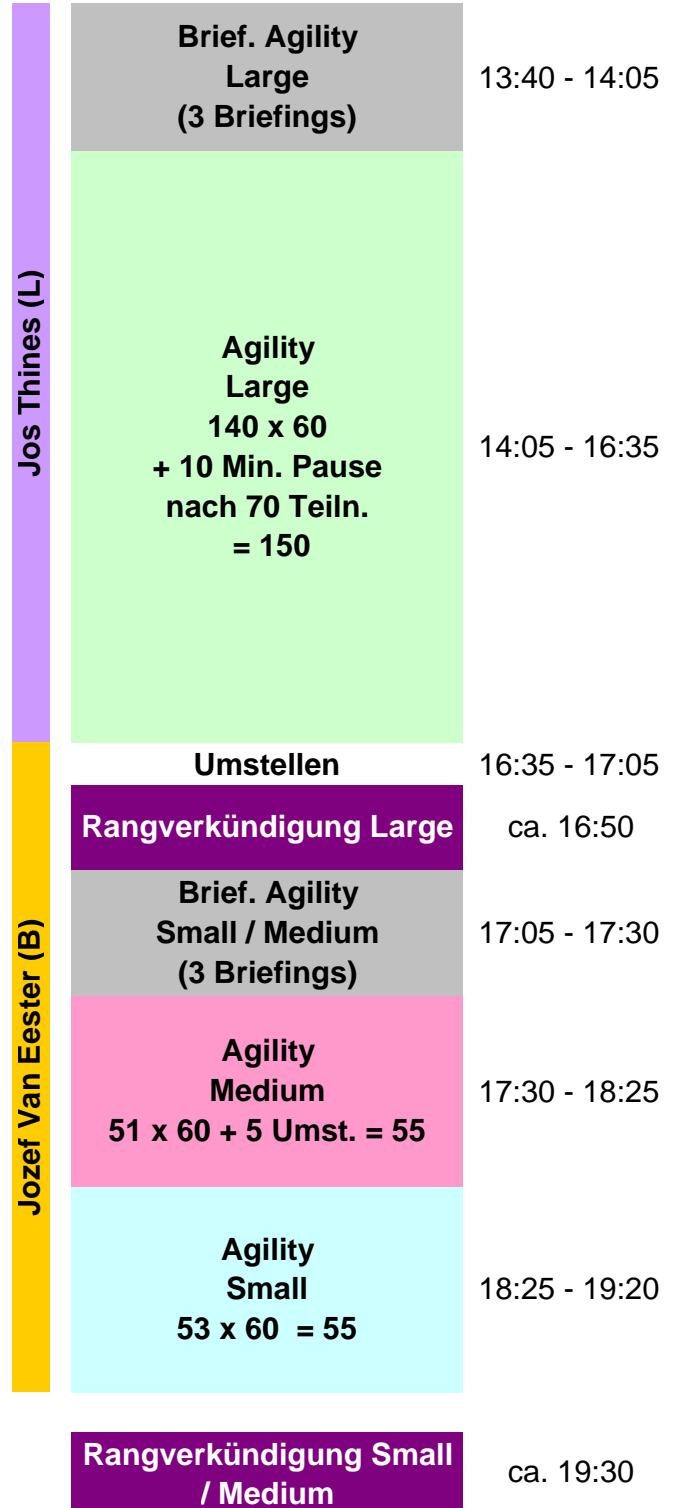 Jos Thines (L)
Brief. Agility
Large
(3 Briefings)
13:40 - 14:05
Agility
Large
140 x 60
+ 10 Min. Pause
nach 70 Teiln.
= 150
14:05 - 16:35
Jozef Van Eester (B)
Umstellen
16:35 - 17:05
Rangverkündigung Large
ca. 16:50
Brief. Agility
Small / Medium
(3 Briefings)
17:05 - 17:30
Agility
Medium
51 x 60 + 5 Umst. = 55
17:30 - 18:25
Agility
Small
53 x 60  = 55
18:25 - 19:20
Rangverkündigung Small
/ Medium
ca. 19:30